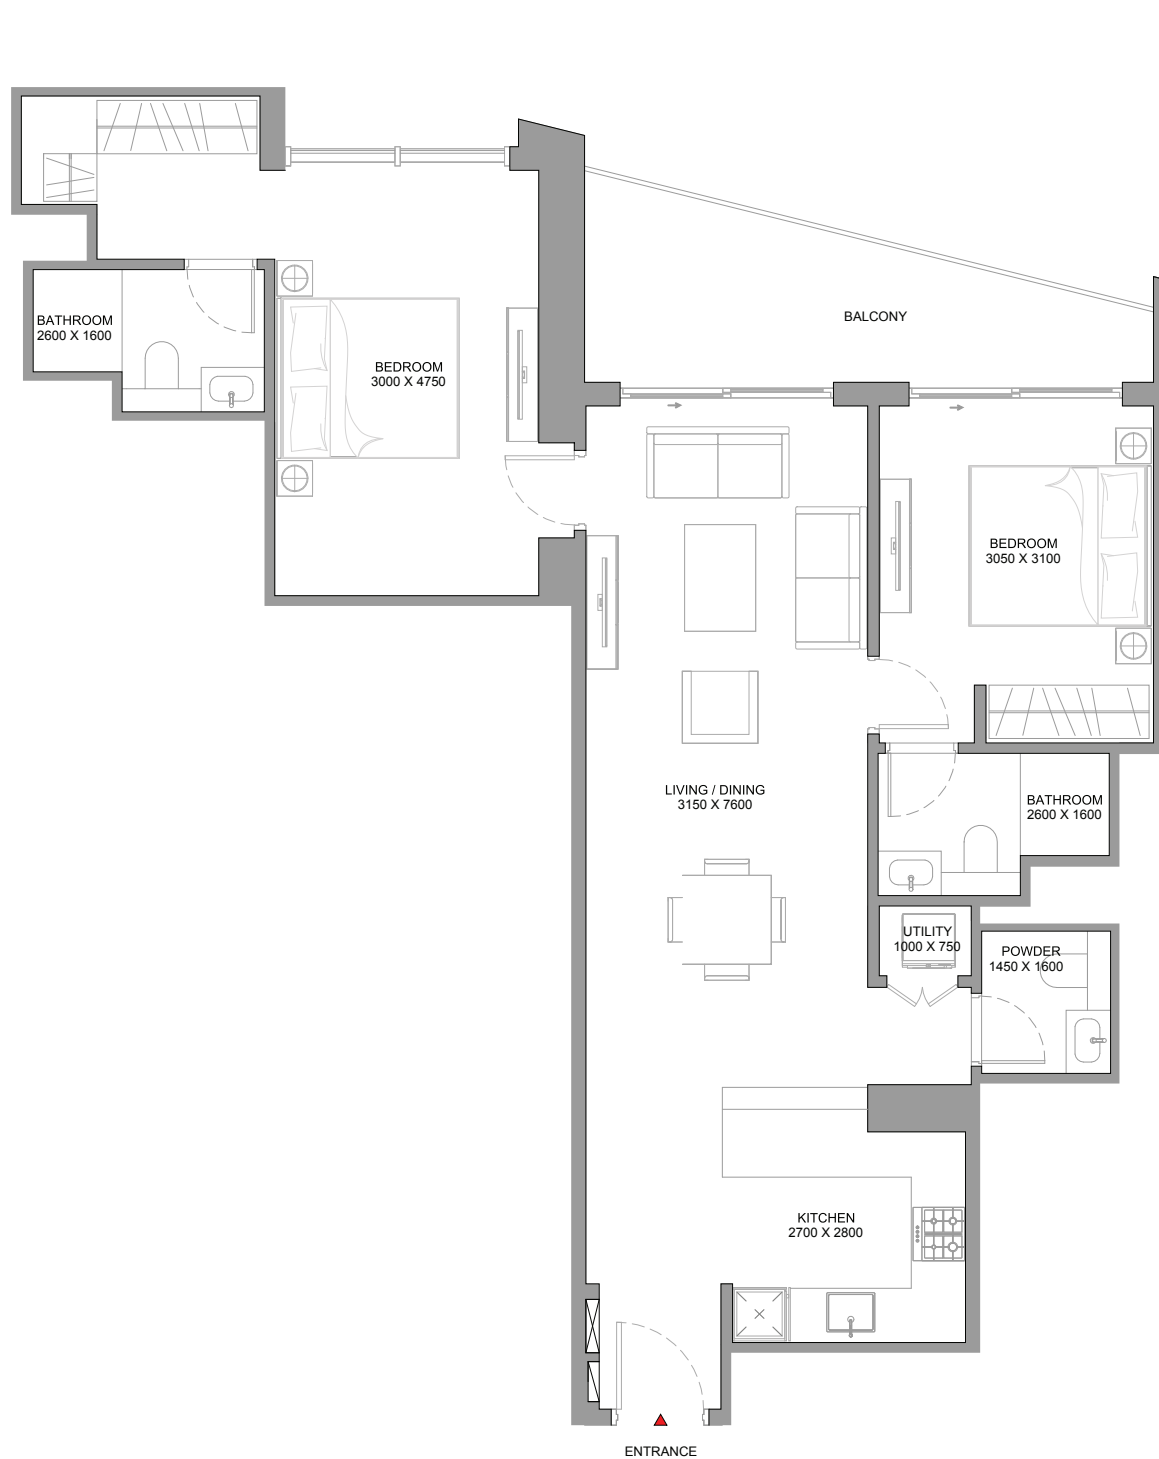 BALCONY
BATHROOM
2600 X 1600
BEDROOM
3000 X 4750
BEDROOM
3050 X 3100
LIVING / DINING
3150 X 7600
BATHROOM
2600 X 1600
UTILITY
1000 X 750
POWDER
1450 X 1600
KITCHEN
2700 X 2800
ENTRANCE